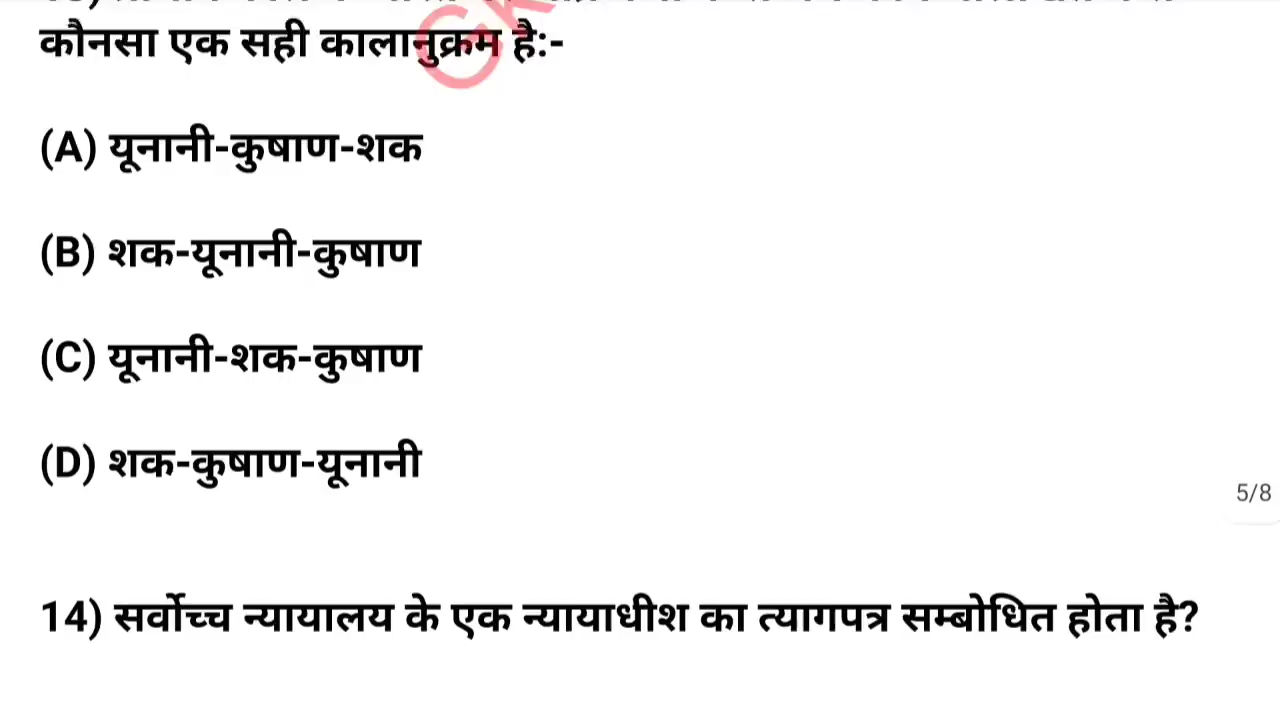 कौनसा एक सही कालानुक्रम है:-
(A) यूनानी-कुषाण-शक
(B) शक-यूनानी-कुषाण
(C) यूनानी-शक-कुषाण
(D) शक-कुषाण-यूनानी
5/8
14) सर्वोच्च न्यायालय के एक न्यायाधीश का त्यागपत्र सम्बोधित होता है?